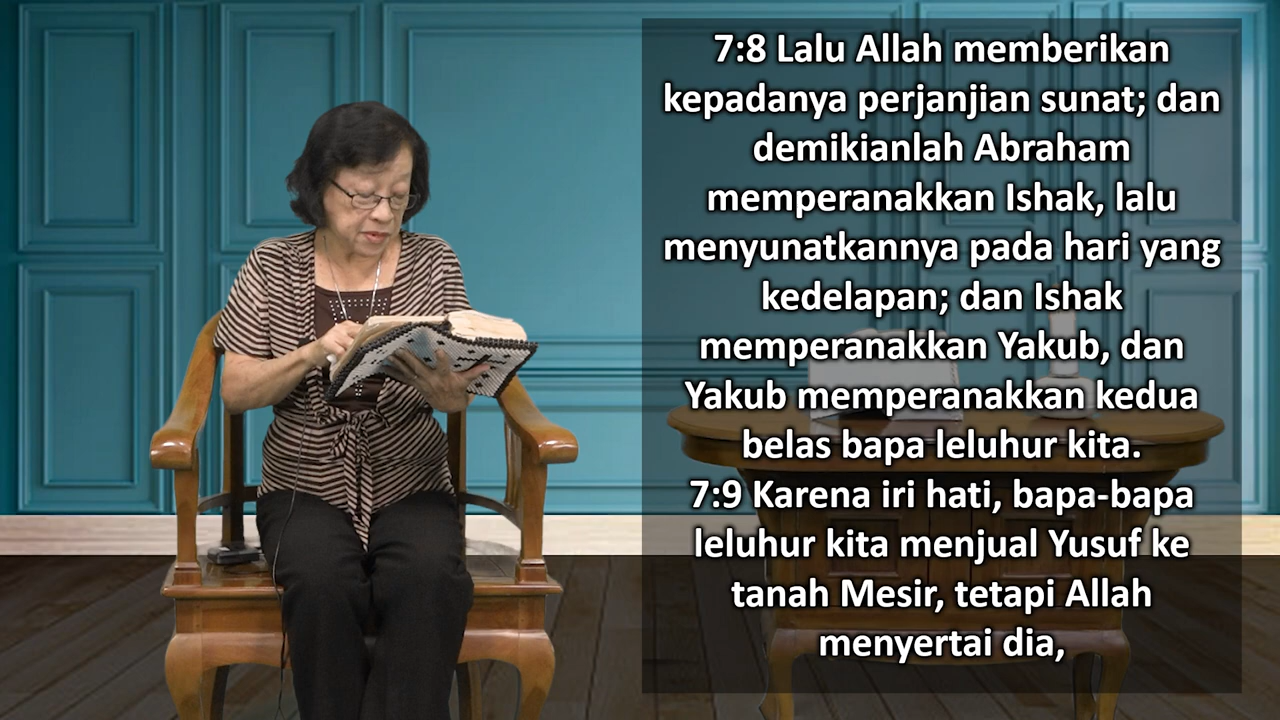 7:8 Lalu Allah memberikan
kepadanya perjanjian sunat; dan
demikianlah Abraham
memperanakkan Ishak, lalu
menyunatkannya pada hari yang
kedelapan; dan Ishak
memperanakkan Yakub, dan
Yakub memperanakkan kedua
belas bapa leluhur kita.
7:9 Karena iri hati, bapa-bapa
leluhur kita menjual Yusuf ke
tanah Mesir, tetapi Allah
menyertai dia,